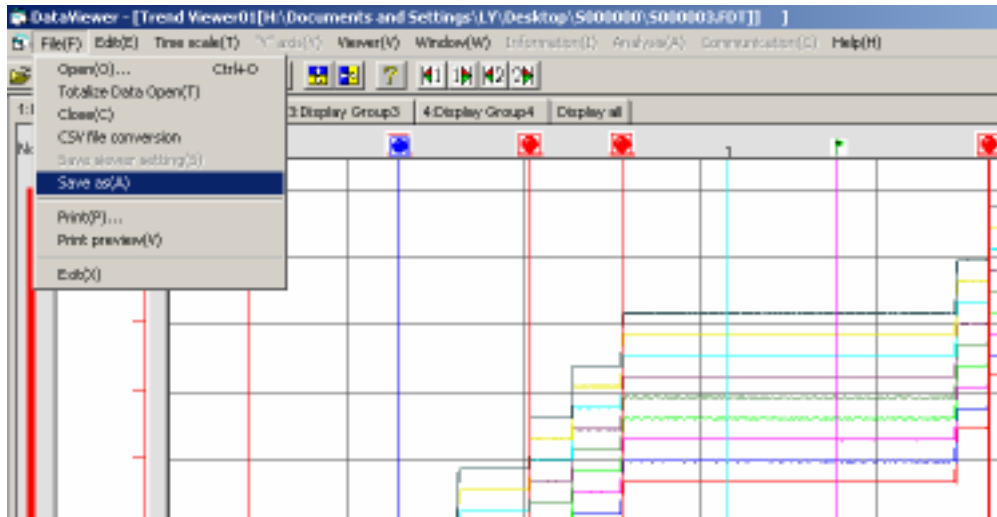 DataViewer - [Trend Viewer01[H:\Documents and Settings\LY\Desktop\S000000\S000003.FDT]] ]
File(F) Edit(E) Time scale(T) Viewer(V) Window(W) Information(I) Analysis(A) Communication(C) Help(H)
Open(O)... Ctrl+O
Totalize Data Open(T)
Close(C)
CSV file conversion
Save viewer setting(S)
Save as(A)
Print(P)...
Print preview(V)
Exit(X)
3:Display Group3 4:Display Group4 Display all